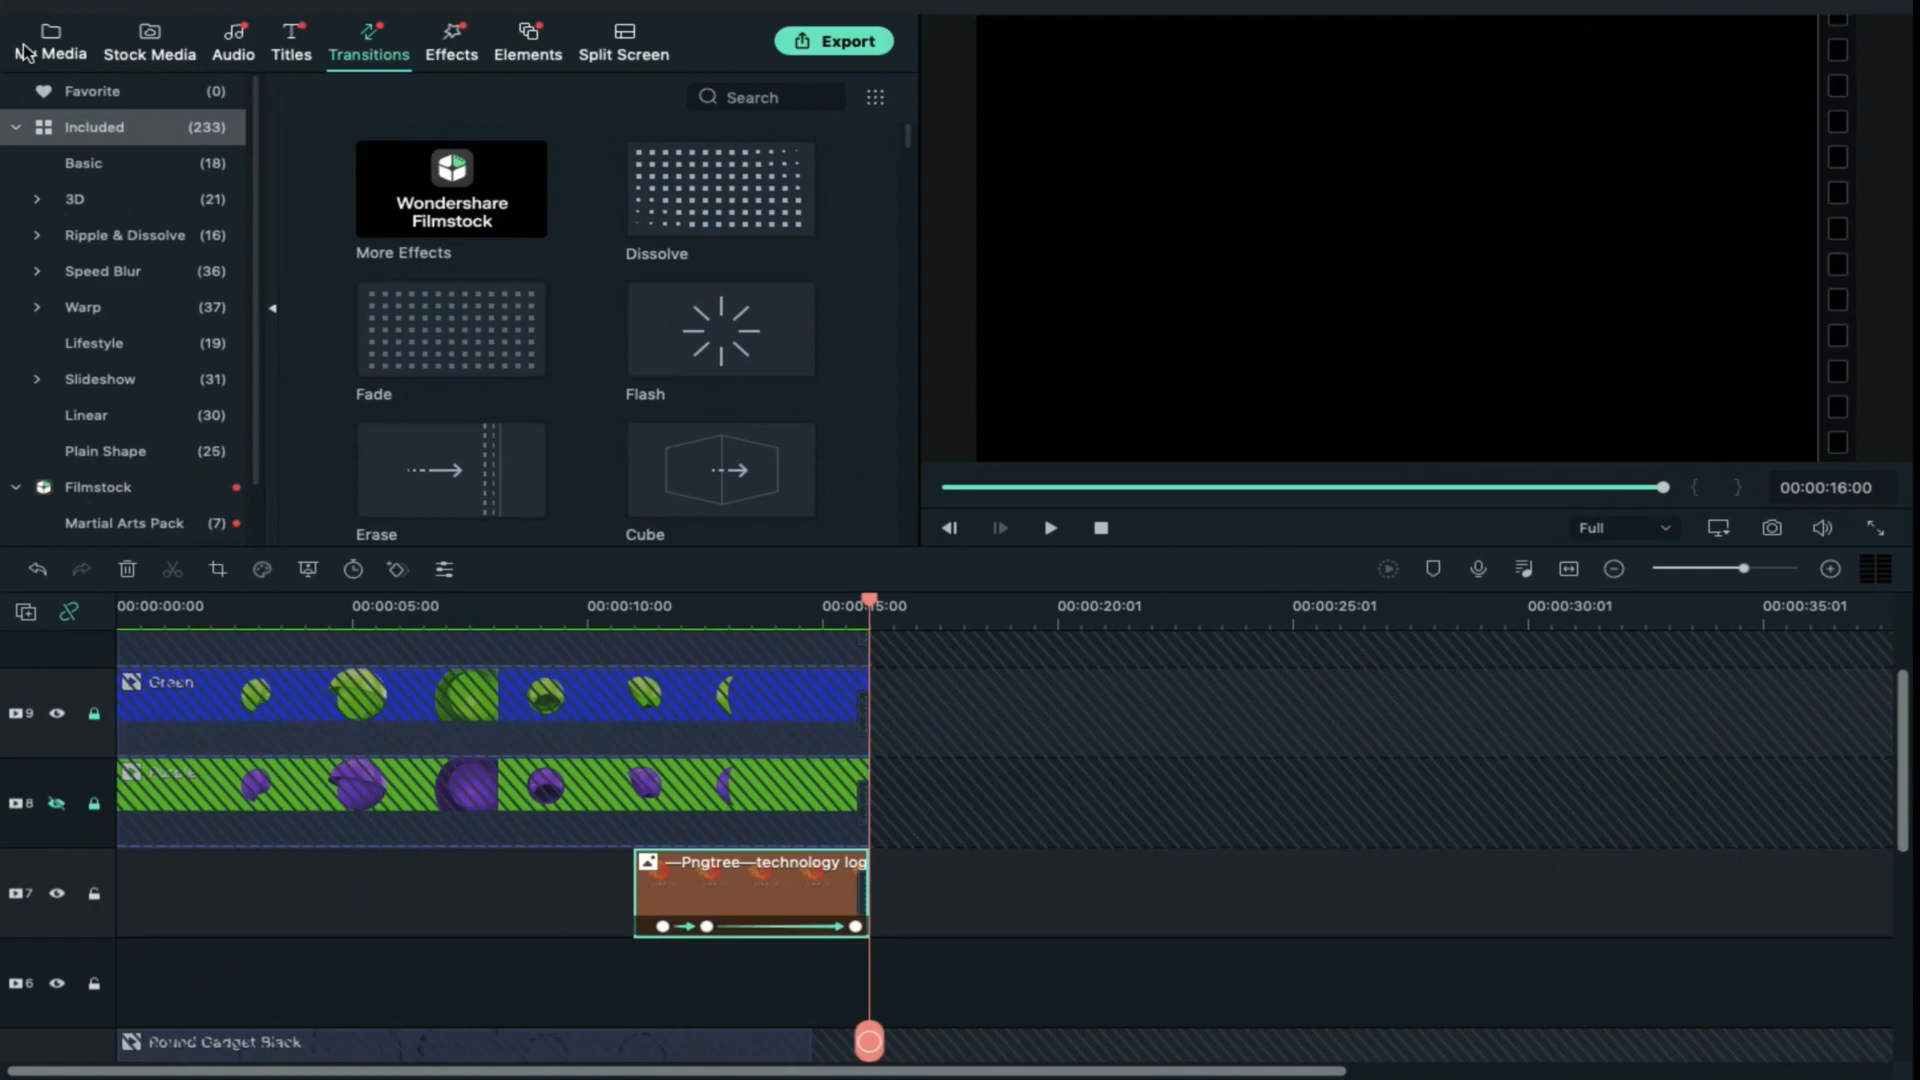 My Media
Stock Media
Audio
Titles
Transitions
Effects
Elements
Split Screen
Export
Favorite (0)
Included (233)
Basic (18)
3D (21)
Ripple & Dissolve (16)
Speed Blur (36)
Warp (37)
Lifestyle (19)
Slideshow (31)
Linear (30)
Plain Shape (25)
Filmstock
Martial Arts Pack (7)
Search
Wondershare
Filmstock
More Effects
Dissolve
Fade
Flash
Erase
Cube
00:00:16:00
Full
00:00:00:00
00:00:05:00
00:00:10:00
00:00:15:00
00:00:20:01
00:00:25:01
00:00:30:01
00:00:35:01
9
Green
8
Purple
7
—Pngtree—technology log
6
Round Gadget Black